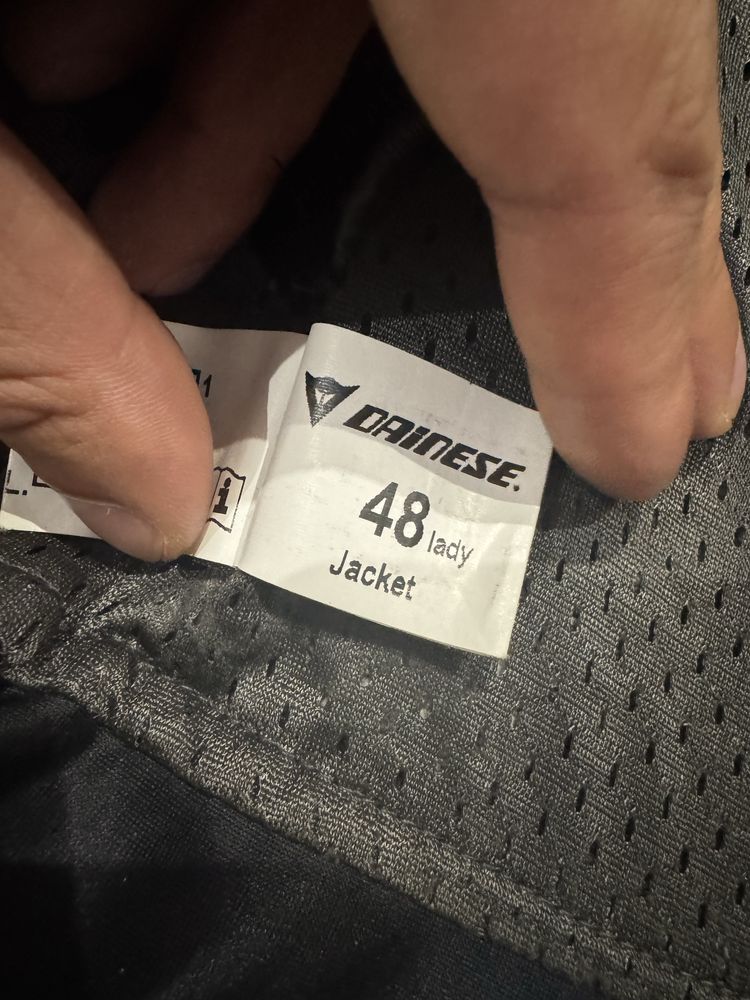 DAINESE.
48 lady
Jacket